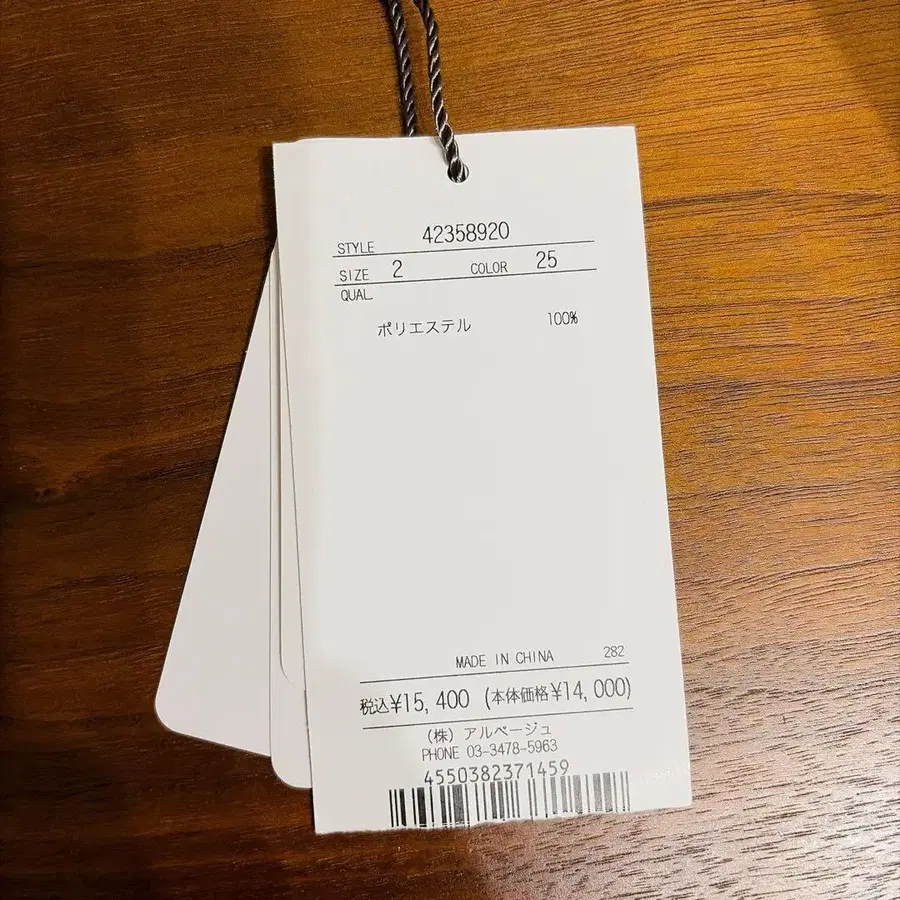 STYLE 42358920
SIZE 2 COLOR 25
QUAL.
ポリエステル 100%
MADE IN CHINA 282
税込¥15,400 (本体価格¥14,000)
(株) アルページュ
PHONE 03-3478-5963
4550382371459